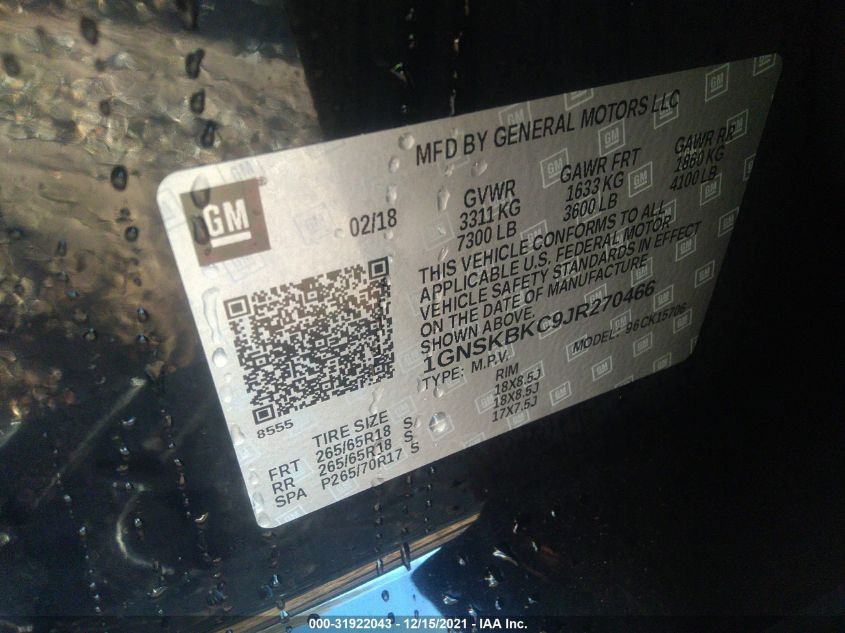 MFD BY GENERAL MOTORS LLC
GM
02/18
GVWR GAWR FRT GAWR RR
3311 KG 1633 KG 1860 KG
7300 LB 3600 LB 4100 LB
THIS VEHICLE CONFORMS TO ALL
APPLICABLE U.S. FEDERAL MOTOR
VEHICLE SAFETY STANDARDS IN EFFECT
ON THE DATE OF MANUFACTURE
SHOWN ABOVE.
1GNSKBKC9JR270466
TYPE: M.P.V. MODEL: 96CK15706
8555
TIRE SIZE RIM
FRT 265/65R18 S 18X8.5J
RR 265/65R18 S 18X8.5J
SPA P265/70R17 S 17X7.5J
000-31922043 - 12/15/2021 - IAA Inc.